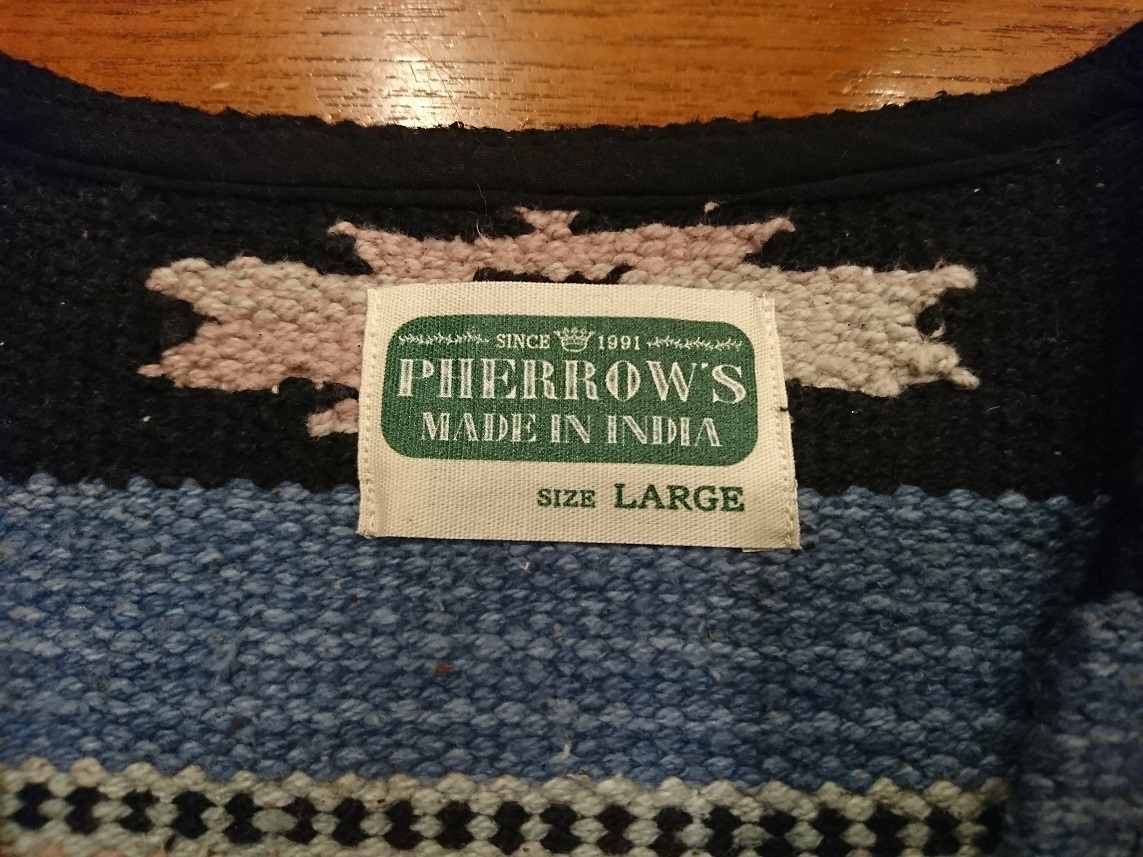 SINCE 1991
PHERROW'S
MADE IN INDIA
SIZE LARGE